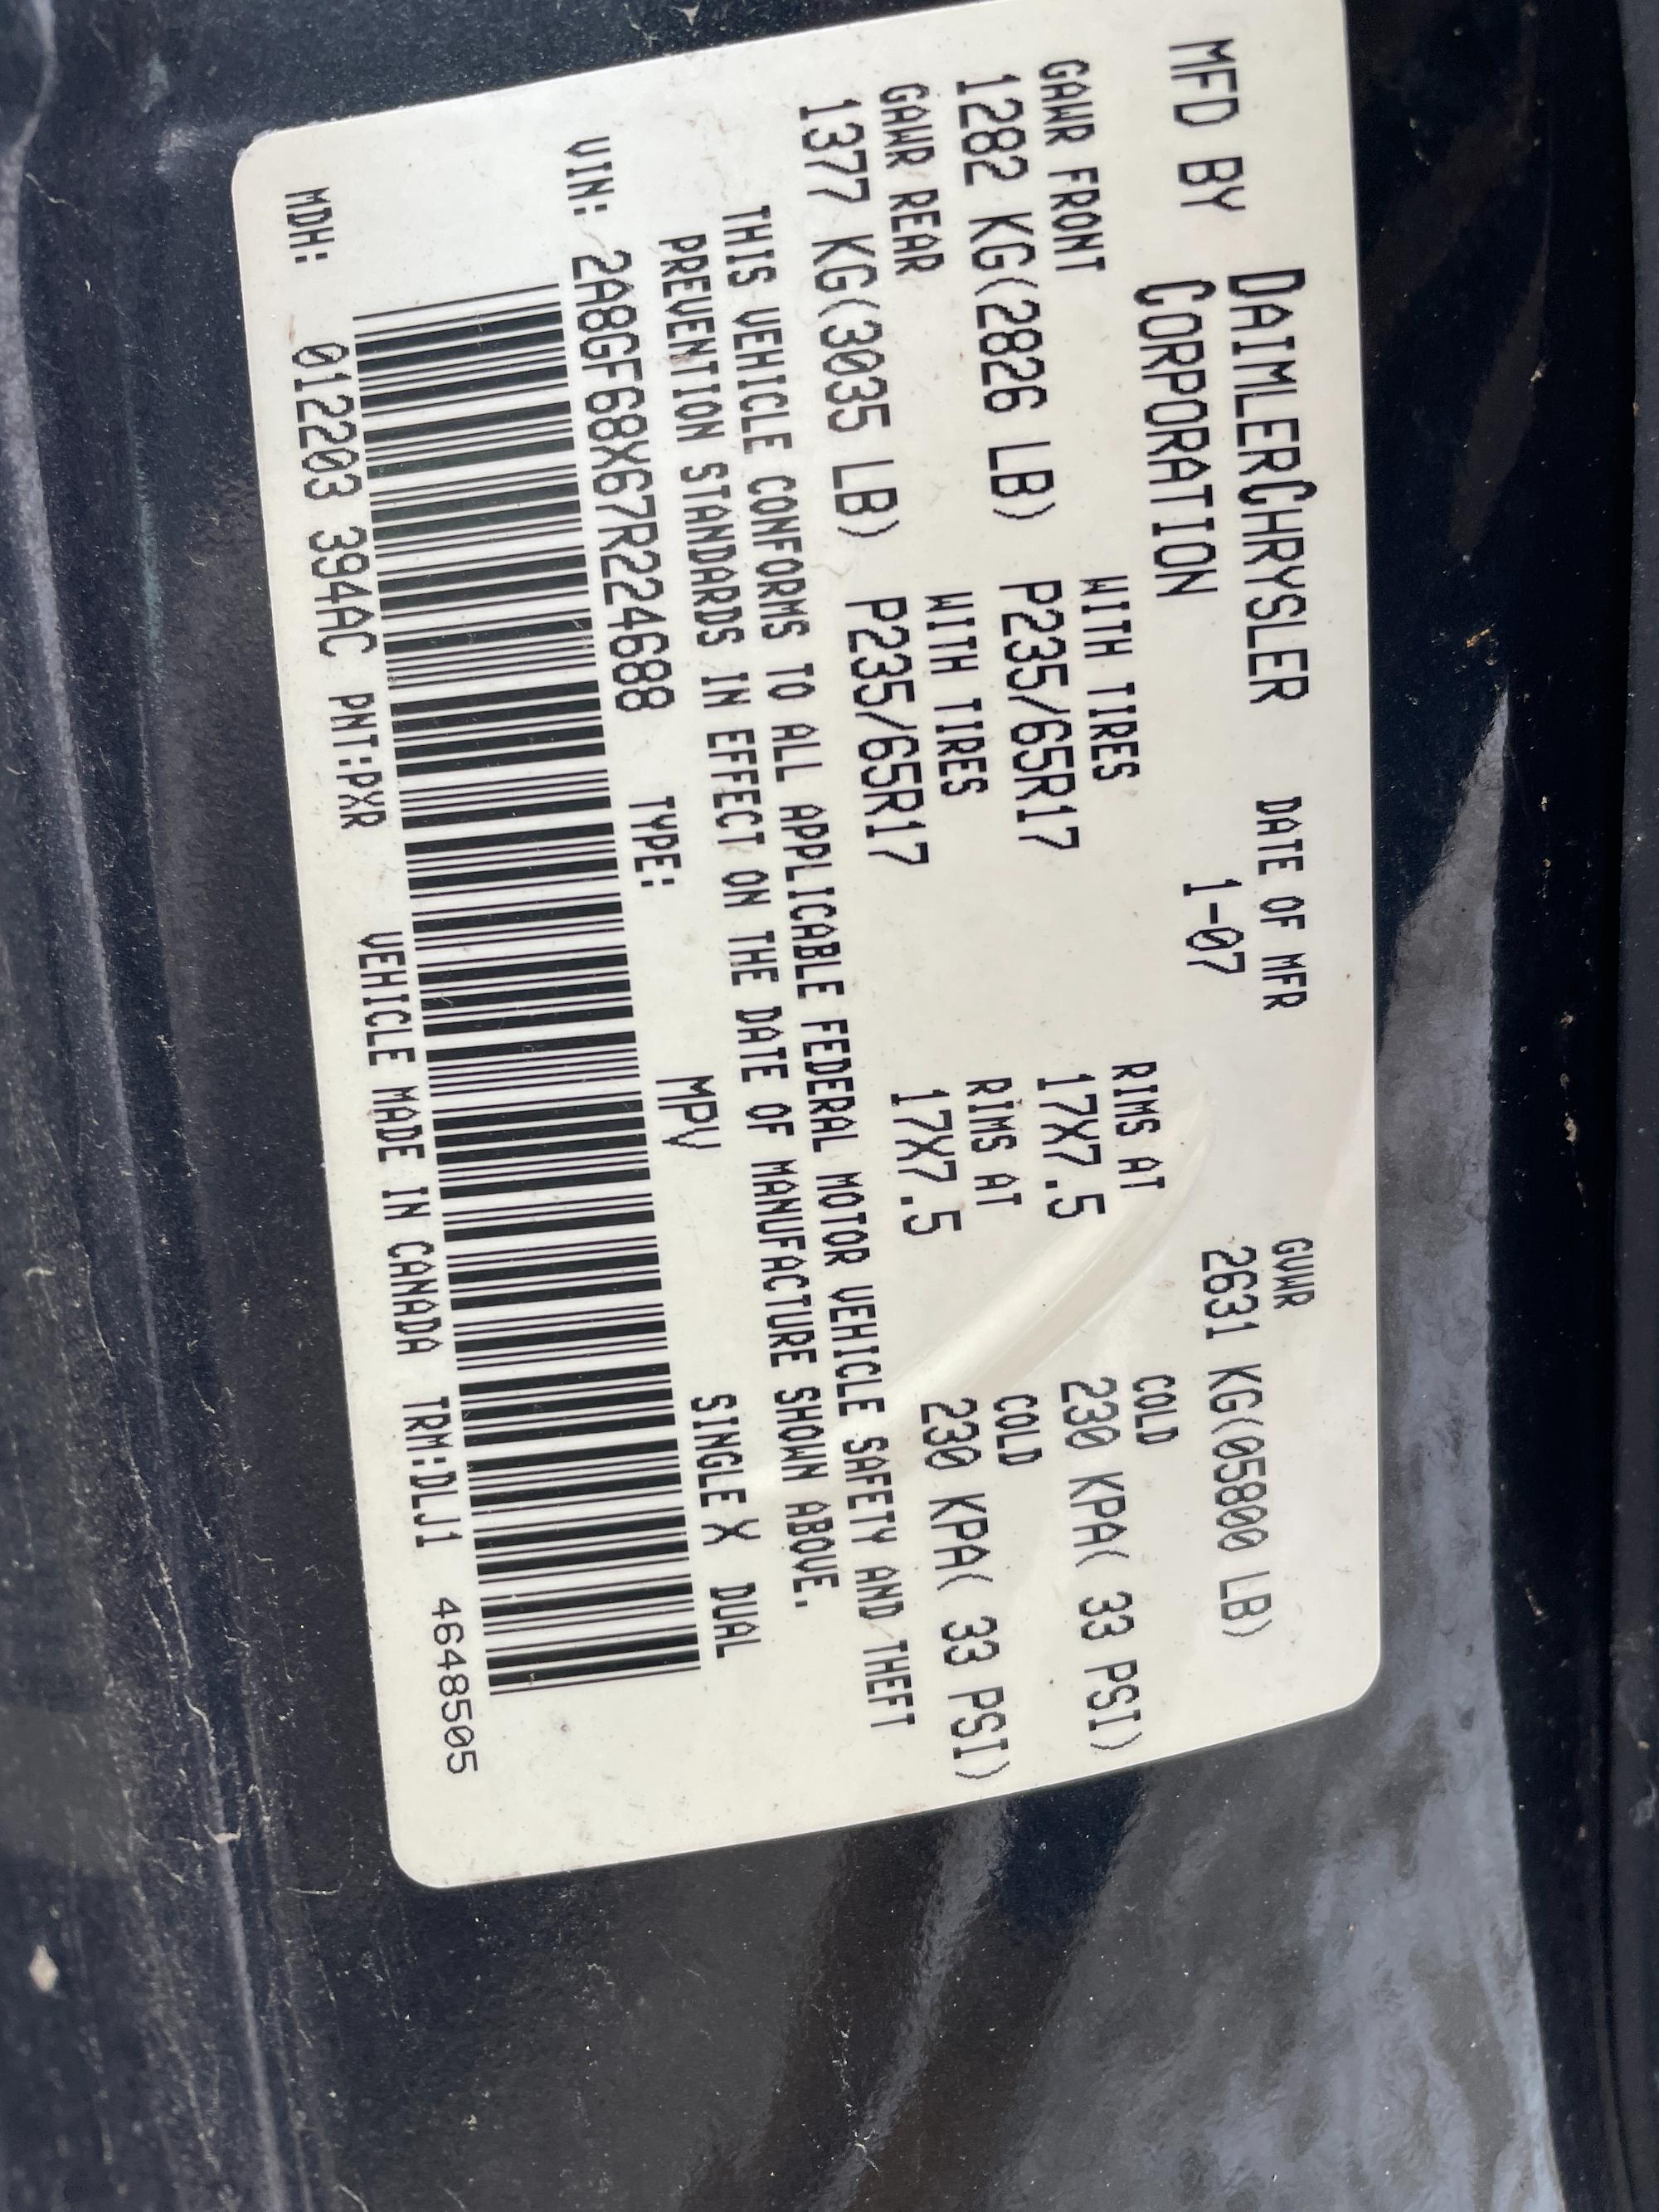 MFD BY DAIMLERCHRYSLER DATE OF MFR GVWR
CORPORATION 1-07 2631 KG(05800 LB)
GAWR FRONT WITH TIRES RIMS AT COLD
1282 KG(2826 LB) P235/65R17 17X7.5 230 KPA( 33 PSI)
GAWR REAR WITH TIRES RIMS AT COLD
1377 KG(3035 LB) P235/65R17 17X7.5 230 KPA( 33 PSI)
THIS VEHICLE CONFORMS TO ALL APPLICABLE FEDERAL MOTOR VEHICLE SAFETY AND THEFT
PREVENTION STANDARDS IN EFFECT ON THE DATE OF MANUFACTURE SHOWN ABOVE.
VIN: 2A8GF68X67R224688 TYPE: MPV SINGLE X DUAL
MDH: 012203 394AC PNT:PXR VEHICLE MADE IN CANADA TRM:DLJ1 4648505